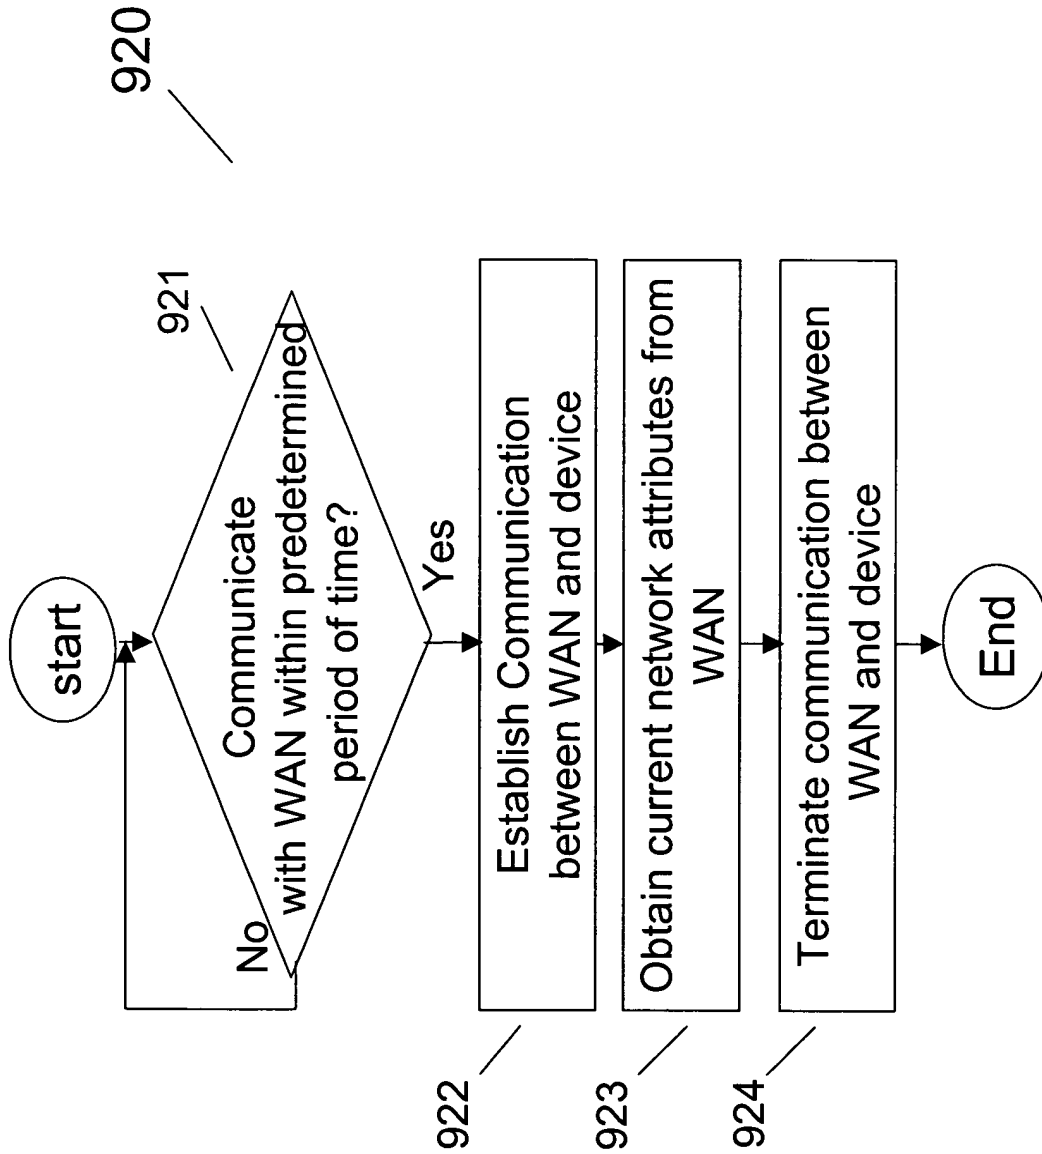 920
start
921
Communicate
with WAN within predetermined
period of time?
No
Yes
922
Establish Communication
between WAN and device
923
Obtain current network attributes from
WAN
924
Terminate communication between
WAN and device
End